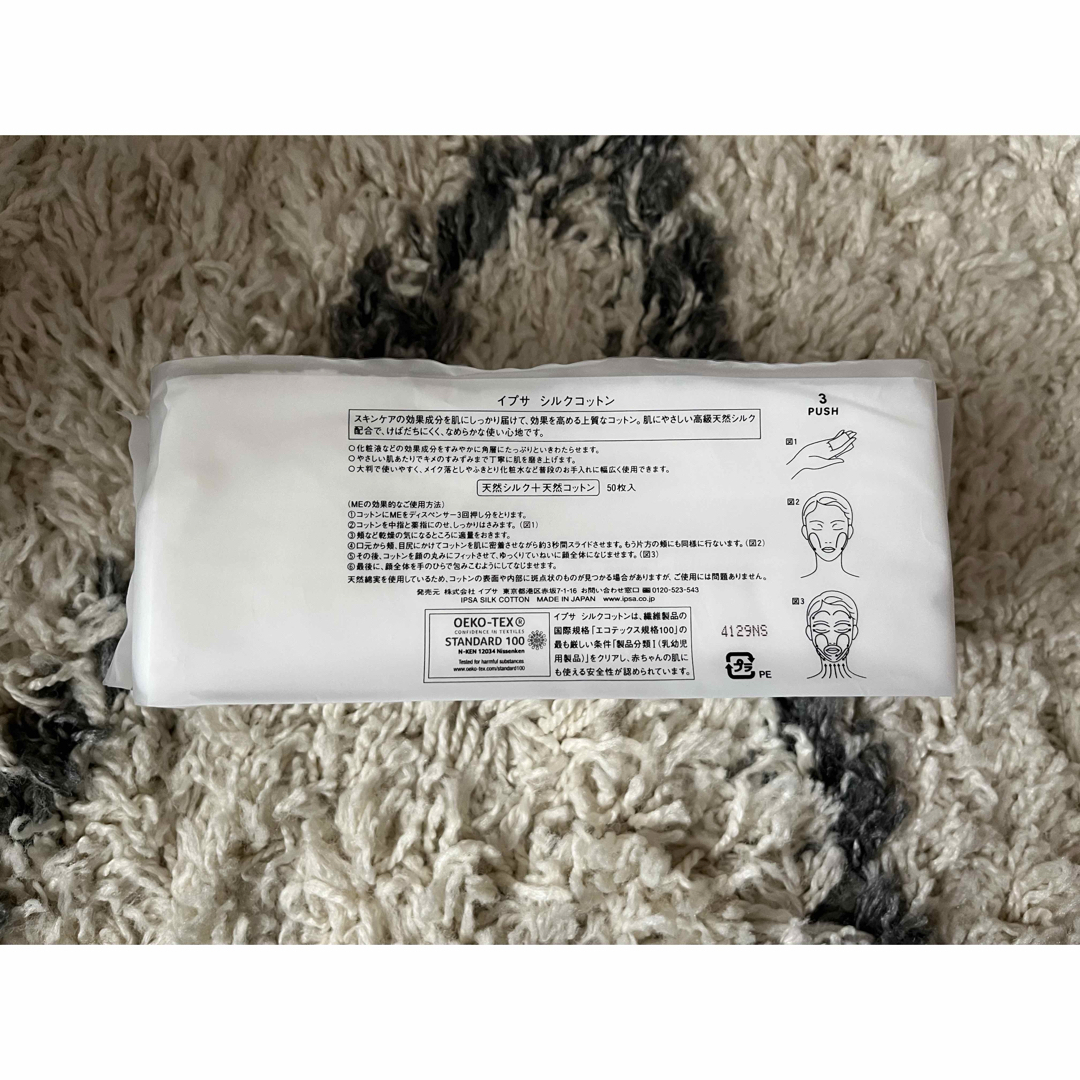 イプサ シルクコットン
スキンケアの効果成分を肌にしっかり届けて、効果を高める上質なコットン。肌にやさしい高級天然シルク
配合で、けばだちにくく、なめらかな使い心地です。
○化粧液などの効果成分をすみやかに角層にたっぷりといきわたらせます。
○やさしい肌あたりでキメのすみずみまで丁寧に肌を磨き上げます。
○大判で使いやすく、メイク落としやふきとり化粧水など普段のお手入れに幅広く使用できます。
天然シルク＋天然コットン 50枚入
〈MEの効果的なご使用方法〉
①コットンにMEをディスペンサー3回押し分をとります。
②コットンを中指と薬指にのせ、しっかりはさみます。（図1）
③頬など乾燥の気になるところに適量をおきます。
④口元から頬、目尻にかけてコットンを肌に密着させながら約3秒間スライドさせます。もう片方の頬にも同様に行ないます。（図2）
⑤その後、コットンを顔の丸みにフィットさせて、ゆっくりていねいに顔全体になじませます。（図3）
⑥最後に、顔全体を手のひらで包みこむようにしてなじませます。
天然綿実を使用しているため、コットンの表面や内部に斑点状のものが見つかる場合がありますが、ご使用には問題ありません。
発売元 株式会社 イプサ 東京都港区赤坂7-1-16 お問い合わせ窓口 0120-523-543
IPSA SILK COTTON MADE IN JAPAN www.ipsa.co.jp
OEKO-TEX®
CONFIDENCE IN TEXTILES
STANDARD 100
N-KEN 12034 Nissenken
Tested for harmful substances
www.oeko-tex.com/standard100
イプサ シルクコットンは、繊維製品の
国際規格「エコテックス規格100」の
最も厳しい条件「製品分類Ⅰ（乳幼児
用製品）」をクリアし、赤ちゃんの肌に
も使える安全性が認められています。
4129NS
プラ PE
3
PUSH
図1
図2
図3